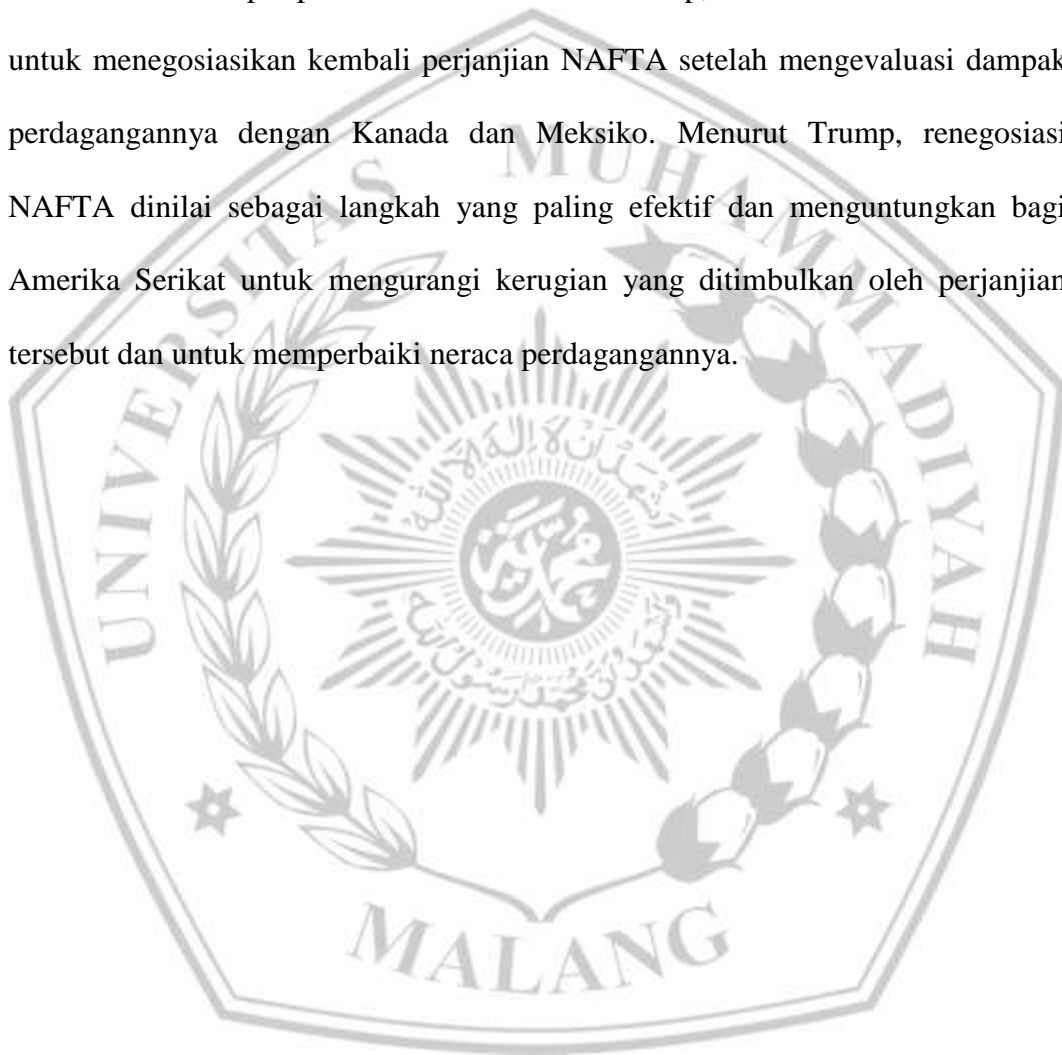 untuk menegosiasikan kembali perjanjian NAFTA setelah mengevaluasi dampak
perdagangannya dengan Kanada dan Meksiko. Menurut Trump, renegosiasi
NAFTA dinilai sebagai langkah yang paling efektif dan menguntungkan bagi
Amerika Serikat untuk mengurangi kerugian yang ditimbulkan oleh perjanjian
tersebut dan untuk memperbaiki neraca perdagangannya.
UNIVERSITAS MUHAMMADIYAH
MALANG